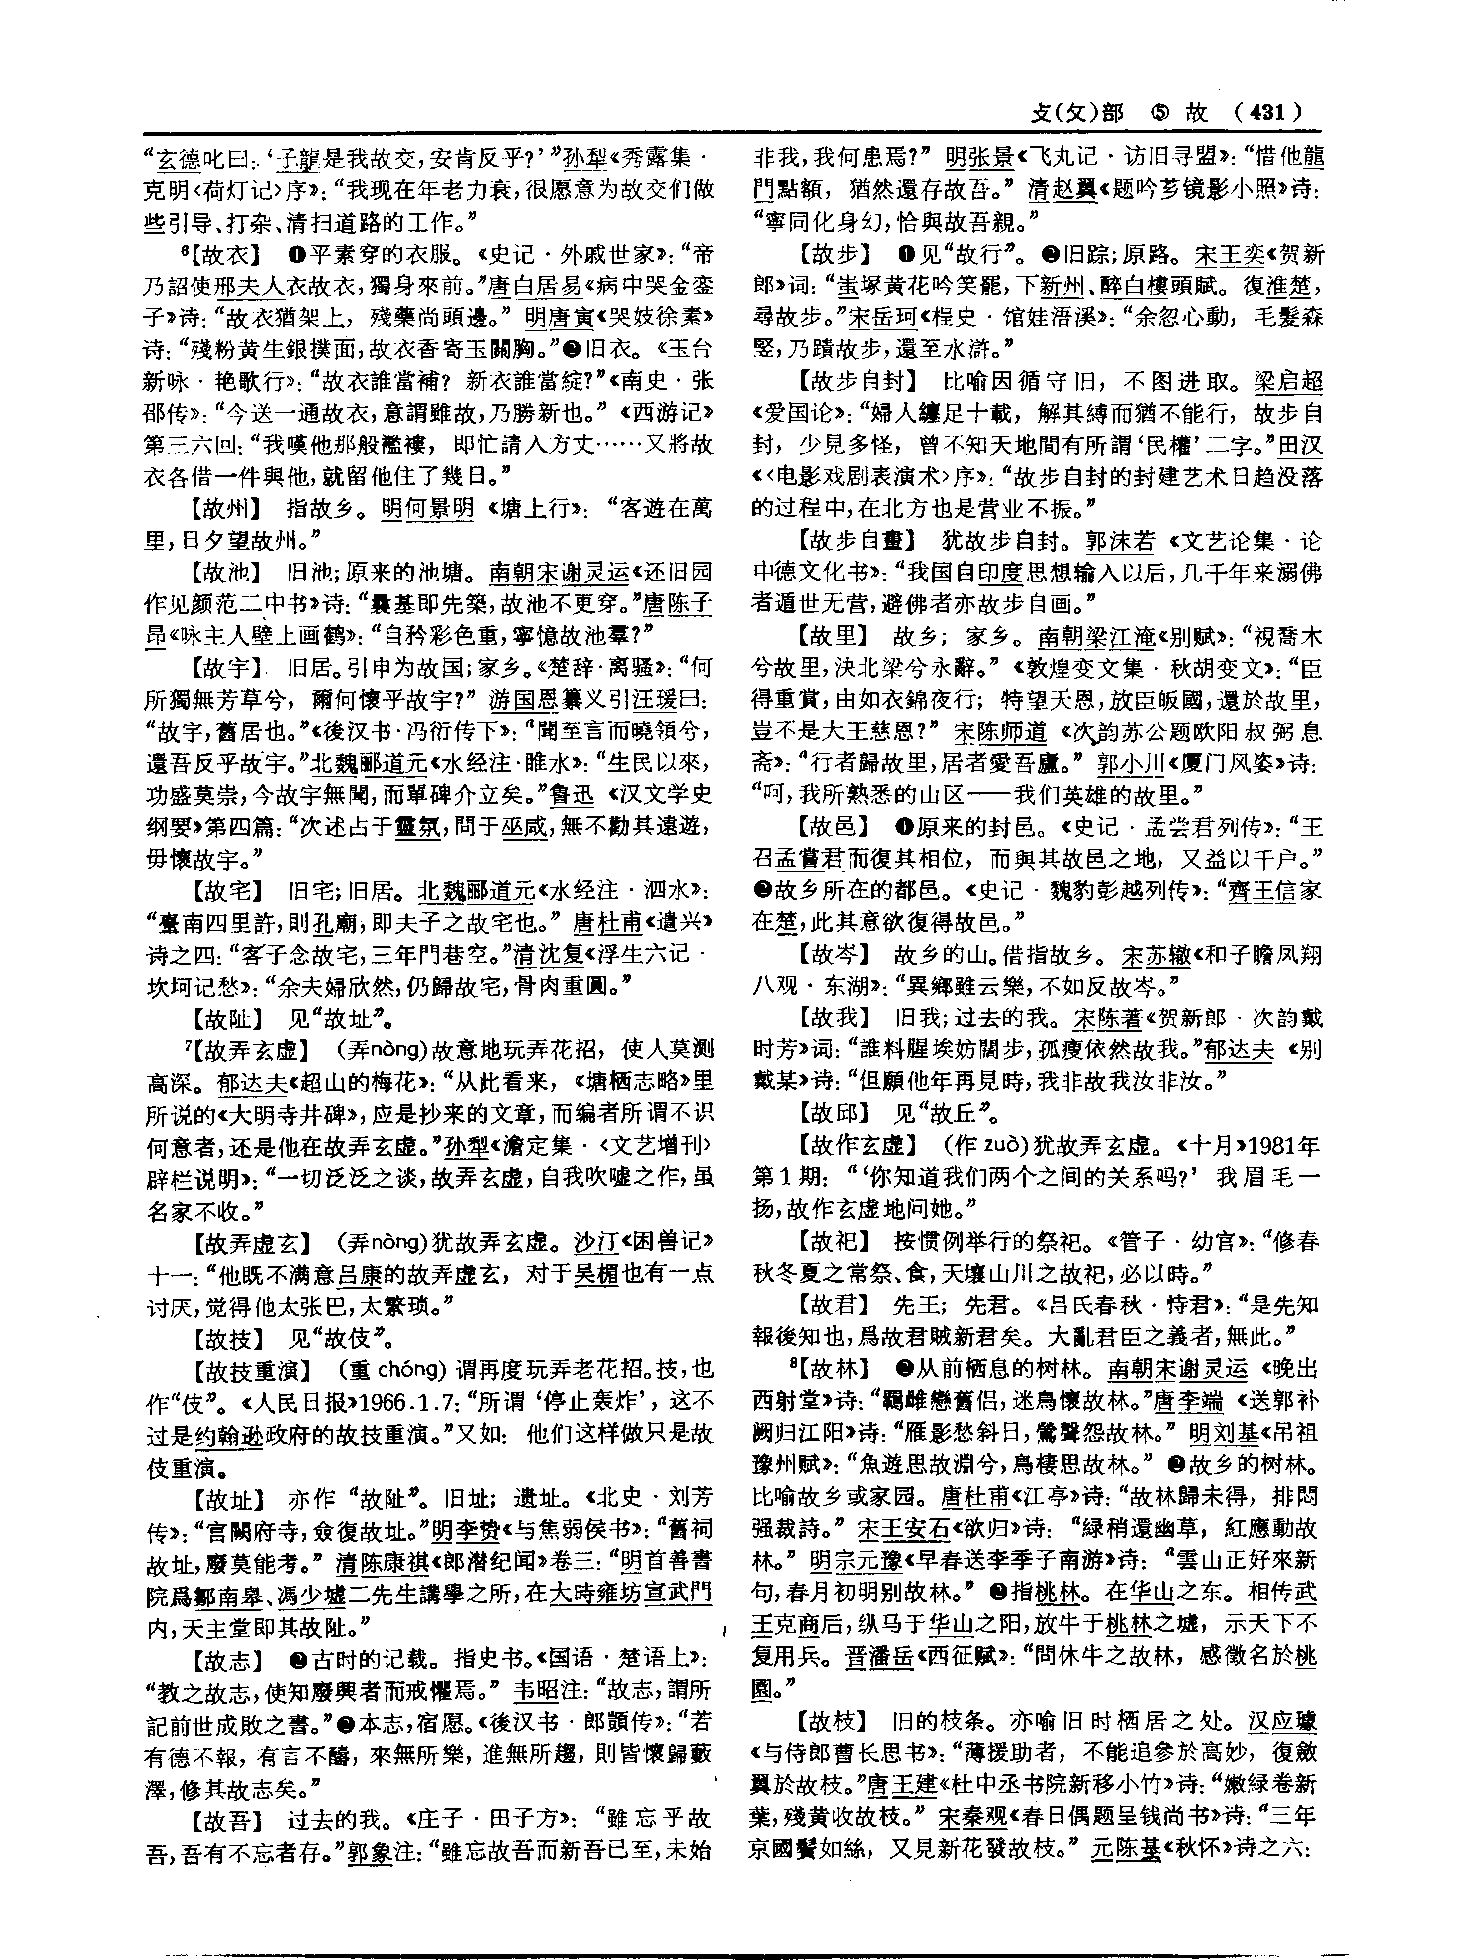 攴(攵)部 ⑤ 故 (431)
“玄德叱曰：‘子龍是我故交，安肯反乎？’”孙犁《秀露集·
克明〈荷灯记〉序》：“我现在年老力衰，很愿意为故交们做
些引导、打杂、清扫道路的工作。”
⁶【故衣】 ❶平素穿的衣服。《史记·外戚世家》：“帝
乃詔使邢夫人衣故衣，獨身來前。”唐白居易《病中哭金銮
子》诗：“故衣猶架上，殘藥尚頭邊。” 明唐寅《哭妓徐素》
诗：“殘粉黄生銀撲面，故衣香寄玉關胸。”❷旧衣。《玉台
新咏·艳歌行》：“故衣誰當補？新衣誰當綻？”《南史·张
邵传》：“今送一通故衣，意謂雖故，乃勝新也。”《西游记》
第三六回：“我嘆他那般襤褸，即忙請入方丈……又將故
衣各借一件與他，就留他住了幾日。”
【故州】 指故乡。明何景明《塘上行》：“客遊在萬
里，日夕望故州。”
【故池】 旧池；原来的池塘。南朝宋谢灵运《还旧园
作见颜范二中书》诗：“曩基即先築，故池不更穿。”唐陈子
昂《咏主人壁上画鹤》：“自矜彩色重，寧憶故池羣？”
【故宇】 旧居。引申为故国；家乡。《楚辞·离骚》：“何
所獨無芳草兮，爾何懷乎故宇？” 游国恩纂义引汪瑗曰：
“故宇，舊居也。”《後汉书·冯衍传下》：“聞至言而曉領兮，
還吾反乎故宇。”北魏郦道元《水经注·睢水》：“生民以來，
功盛莫崇，今故宇無聞，而單碑介立矣。”鲁迅《汉文学史
纲要》第四篇：“次述占于靈氛，問于巫咸，無不勸其遠遊，
毋懷故宇。”
【故宅】 旧宅；旧居。北魏郦道元《水经注·泗水》：
“臺南四里許，則孔廟，即夫子之故宅也。” 唐杜甫《遣兴》
诗之四：“客子念故宅，三年門巷空。”清沈复《浮生六记·
坎坷记愁》：“余夫婦欣然，仍歸故宅，骨肉重圓。”
【故阯】 见“故址”。
⁷【故弄玄虚】 (弄nòng)故意地玩弄花招，使人莫测
高深。郁达夫《超山的梅花》：“从此看来，《塘栖志略》里
所说的《大明寺井碑》，应是抄来的文章，而编者所谓不识
何意者，还是他在故弄玄虚。”孙犁《澹定集·〈文艺增刊〉
辟栏说明》：“一切泛泛之谈，故弄玄虚，自我吹嘘之作，虽
名家不收。”
【故弄虚玄】 (弄nòng)犹故弄玄虚。沙汀《困兽记》
十一：“他既不满意吕康的故弄虚玄，对于吴楣也有一点
讨厌，觉得他太张巴，太繁琐。”
【故技】 见“故伎”。
【故技重演】 (重 chóng) 谓再度玩弄老花招。技，也
作“伎”。《人民日报》1966.1.7：“所谓‘停止轰炸’，这不
过是约翰逊政府的故技重演。”又如：他们这样做只是故
伎重演。
【故址】 亦作“故阯”。旧址；遗址。《北史·刘芳
传》：“宫闕府寺，僉復故址。”明李贽《与焦弱侯书》：“舊祠
故址，廢莫能考。” 清陈康祺《郎潜纪闻》卷三：“明首善書
院爲鄒南皋、馮少墟二先生講學之所，在大時雍坊宣武門
内，天主堂即其故阯。”
【故志】 ❶古时的记载。指史书。《国语·楚语上》：
“教之故志，使知廢興者而戒懼焉。” 韦昭注：“故志，謂所
記前世成敗之書。”❷本志，宿愿。《後汉书·郎顗传》：“若
有德不報，有言不醻，來無所樂，進無所趨，則皆懷歸藪
澤，修其故志矣。”
【故吾】 过去的我。《庄子·田子方》：“雖忘乎故
吾，吾有不忘者存。”郭象注：“雖忘故吾而新吾已至，未始
非我，我何患焉？” 明张景《飞丸记·访旧寻盟》：“惜他龍
門點額，猶然還存故吾。” 清赵翼《题吟芗镜影小照》诗：
“寧同化身幻，恰與故吾親。”
【故步】 ❶见“故行”。❷旧踪；原路。宋王奕《贺新
郎》词：“蚩塚黄花吟笑罷，下新州、醉白樓頭賦。復淮楚，
尋故步。”宋岳珂《桯史·馆娃浯溪》：“余忽心動，毛髮森
竪，乃蹟故步，還至水滸。”
【故步自封】 比喻因循守旧，不图进取。梁启超
《爱国论》：“婦人纏足十載，解其縛而猶不能行，故步自
封，少見多怪，曾不知天地間有所謂‘民權’二字。”田汉
《〈电影戏剧表演术〉序》：“故步自封的封建艺术日趋没落
的过程中，在北方也是营业不振。”
【故步自畫】 犹故步自封。郭沫若《文艺论集·论
中德文化书》：“我国自印度思想输入以后，几千年来溺佛
者遁世无营，避佛者亦故步自画。”
【故里】 故乡；家乡。南朝梁江淹《别赋》：“視喬木
兮故里，決北梁兮永辭。”《敦煌变文集·秋胡变文》：“臣
得重賞，由如衣錦夜行；特望天恩，放臣皈國，還於故里，
豈不是大王慈恩？” 宋陈师道《次韵苏公题欧阳叔弼息
斋》：“行者歸故里，居者愛吾廬。” 郭小川《厦门风姿》诗：
“呵，我所熟悉的山区——我们英雄的故里。”
【故邑】 ❶原来的封邑。《史记·孟尝君列传》：“王
召孟嘗君而復其相位，而與其故邑之地，又益以千户。”
❷故乡所在的都邑。《史记·魏豹彭越列传》：“齊王信家
在楚，此其意欲復得故邑。”
【故岑】 故乡的山。借指故乡。宋苏辙《和子瞻凤翔
八观·东湖》：“異鄉雖云樂，不如反故岑。”
【故我】 旧我；过去的我。宋陈著《贺新郎·次韵戴
时芳》词：“誰料腥埃妨闊步，孤瘦依然故我。”郁达夫《别
戴某》诗：“但願他年再見時，我非故我汝非汝。”
【故邱】 见“故丘”。
【故作玄虚】 (作 zuò)犹故弄玄虚。《十月》1981年
第1期：“‘你知道我们两个之间的关系吗？’我眉毛一
扬，故作玄虚地问她。”
【故祀】 按惯例举行的祭祀。《管子·幼官》：“修春
秋冬夏之常祭、食，天壤山川之故祀，必以時。”
【故君】 先王；先君。《吕氏春秋·恃君》：“是先知
報後知也，爲故君賊新君矣。大亂君臣之義者，無此。”
⁸【故林】 ❶从前栖息的树林。南朝宋谢灵运《晚出
西射堂》诗：“羈雌戀舊侣，迷鳥懷故林。”唐李端《送郭补
阙归江阳》诗：“雁影愁斜日，鶯聲怨故林。” 明刘基《吊祖
豫州赋》：“魚遊思故淵兮，鳥棲思故林。” ❷故乡的树林。
比喻故乡或家园。唐杜甫《江亭》诗：“故林歸未得，排悶
强裁詩。” 宋王安石《欲归》诗：“緑稍還幽草，紅應動故
林。” 明宗元豫《早春送李季子南游》诗：“雲山正好來新
句，春月初明别故林。” ❸指桃林。在华山之东。相传武
王克商后，纵马于华山之阳，放牛于桃林之墟，示天下不
复用兵。晋潘岳《西征赋》：“問休牛之故林，感徵名於桃
園。”
【故枝】 旧的枝条。亦喻旧时栖居之处。汉应璩
《与侍郎曹长思书》：“薄援助者，不能追參於高妙，復斂
翼於故枝。”唐王建《杜中丞书院新移小竹》诗：“嫩緑卷新
葉，殘黄收故枝。” 宋秦观《春日偶题呈钱尚书》诗：“三年
京國鬢如絲，又見新花發故枝。” 元陈基《秋怀》诗之六：